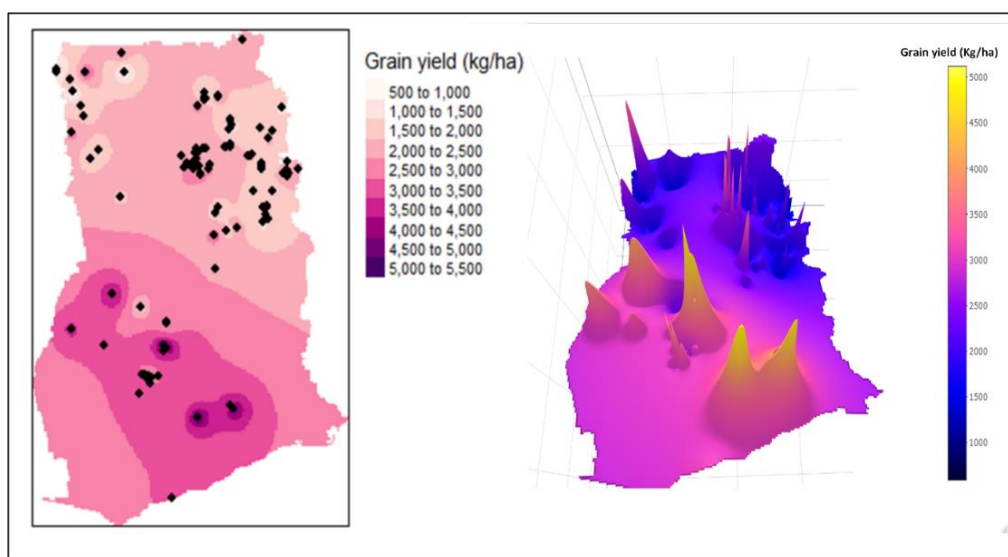 Grain yield (kg/ha)
500 to 1,000
1,000 to 1,500
1,500 to 2,000
2,000 to 2,500
2,500 to 3,000
3,000 to 3,500
3,500 to 4,000
4,000 to 4,500
4,500 to 5,000
5,000 to 5,500
Grain yield (Kg/ha)
5000
4500
4000
3500
3000
2500
2000
1500
1000